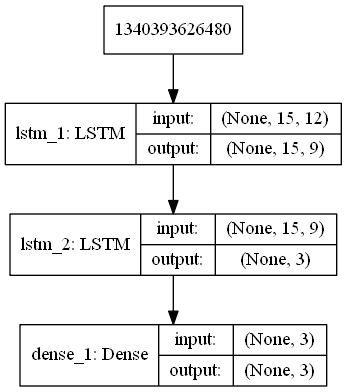 1340393626480
lstm_1: LSTM
input: (None, 15, 12)
output: (None, 15, 9)
lstm_2: LSTM
input: (None, 15, 9)
output: (None, 3)
dense_1: Dense
input: (None, 3)
output: (None, 3)